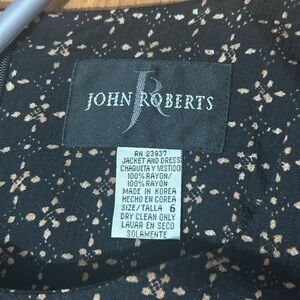 JR
JOHN ROBERTS
RN 23937
JACKET AND DRESS
CHAQUETA Y VESTIDO
100% RAYON/
100% RAYON
MADE IN KOREA
HECHO EN COREA
SIZE/TALLA 6
DRY CLEAN ONLY
LAVAR EN SECO
SOLAMENTE